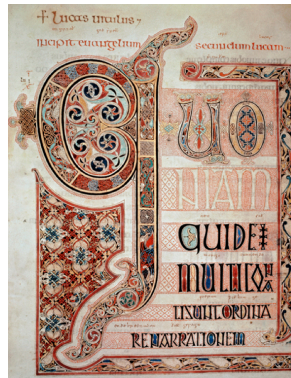 + Lucas uitulus
incipit euangelium secundum lucam
QUO
NIAM
QUIDEM
MULTI CONA
TI SUNT ORDINA
RE NARRATIONEM